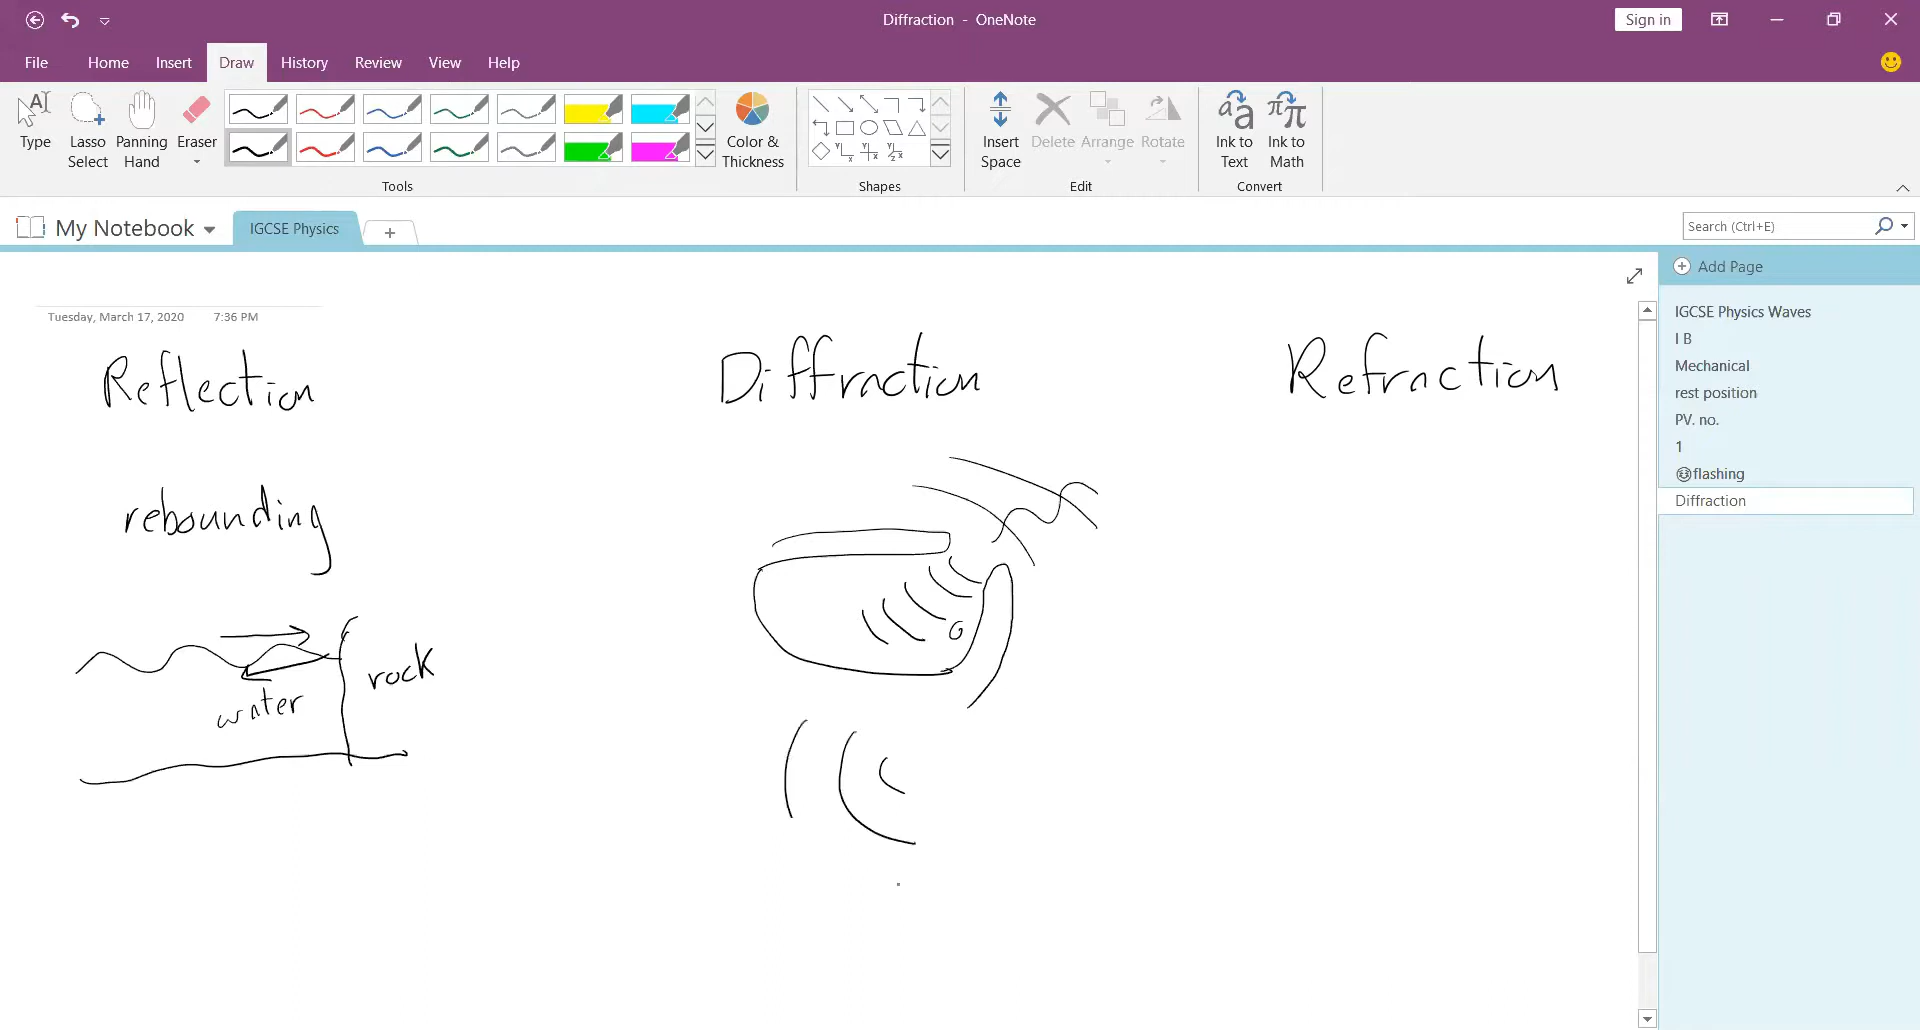 Diffraction - OneNote
Sign in
File Home Insert Draw History Review View Help
Type
Lasso Select
Panning Hand
Eraser
Color & Thickness
Insert Space
Delete
Arrange
Rotate
Ink to Text
Ink to Math
Tools
Shapes
Edit
Convert
My Notebook
IGCSE Physics
Search (Ctrl+E)
Add Page
IGCSE Physics Waves
I B
Mechanical
rest position
PV. no.
1
flashing
Diffraction
Tuesday, March 17, 2020 7:36 PM
Reflection
Diffraction
Refraction
rebounding
rock
water